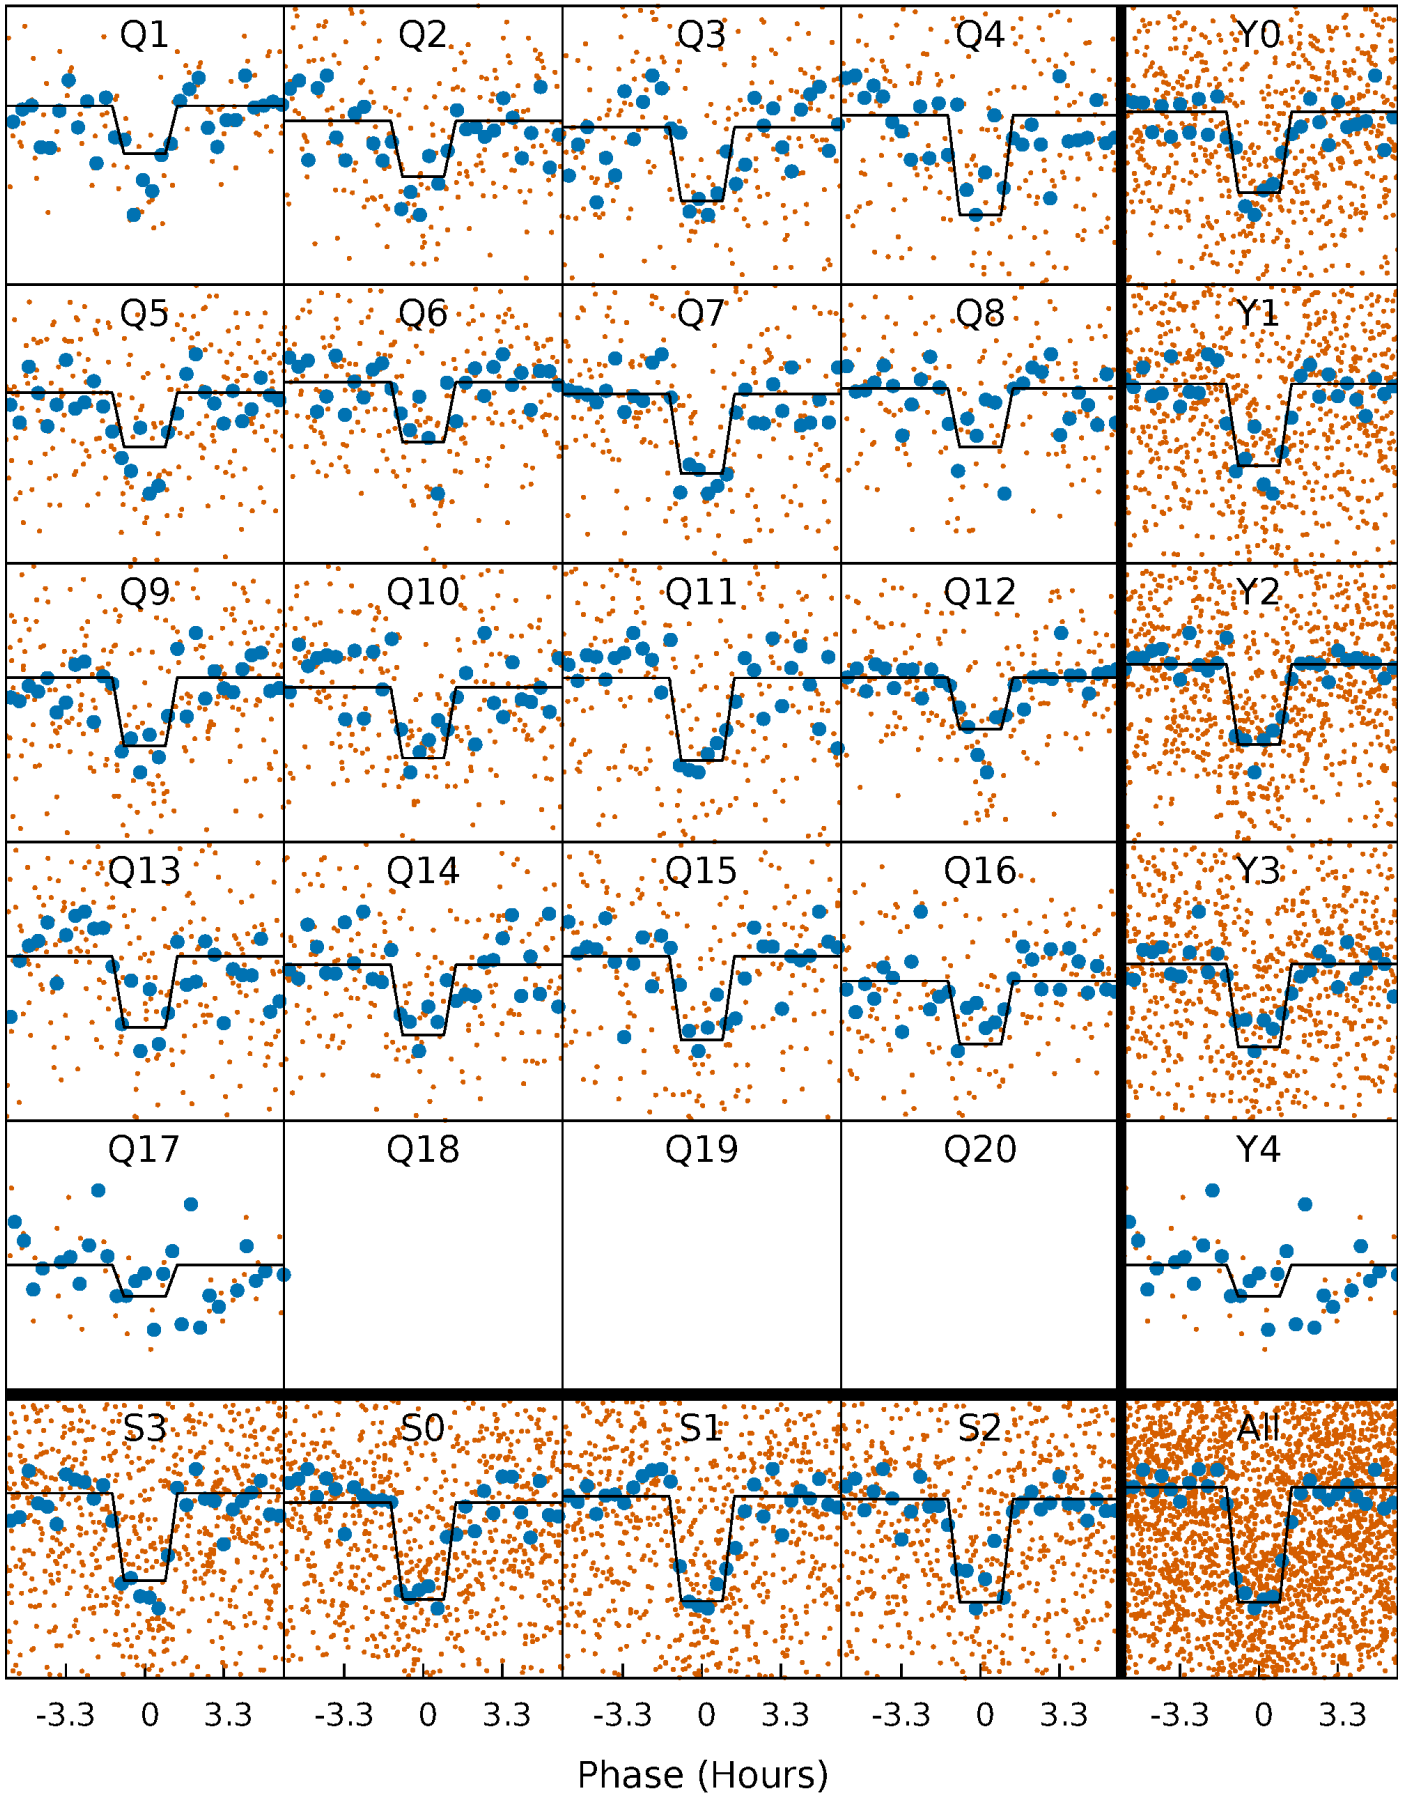 Q1 Q2 Q3 Q4 Y0
Q5 Q6 Q7 Q8 Y1
Q9 Q10 Q11 Q12 Y2
Q13 Q14 Q15 Q16 Y3
Q17 Q18 Q19 Q20 Y4
S3 S0 S1 S2 All
-3.3 0 3.3 -3.3 0 3.3 -3.3 0 3.3 -3.3 0 3.3 -3.3 0 3.3
Phase (Hours)